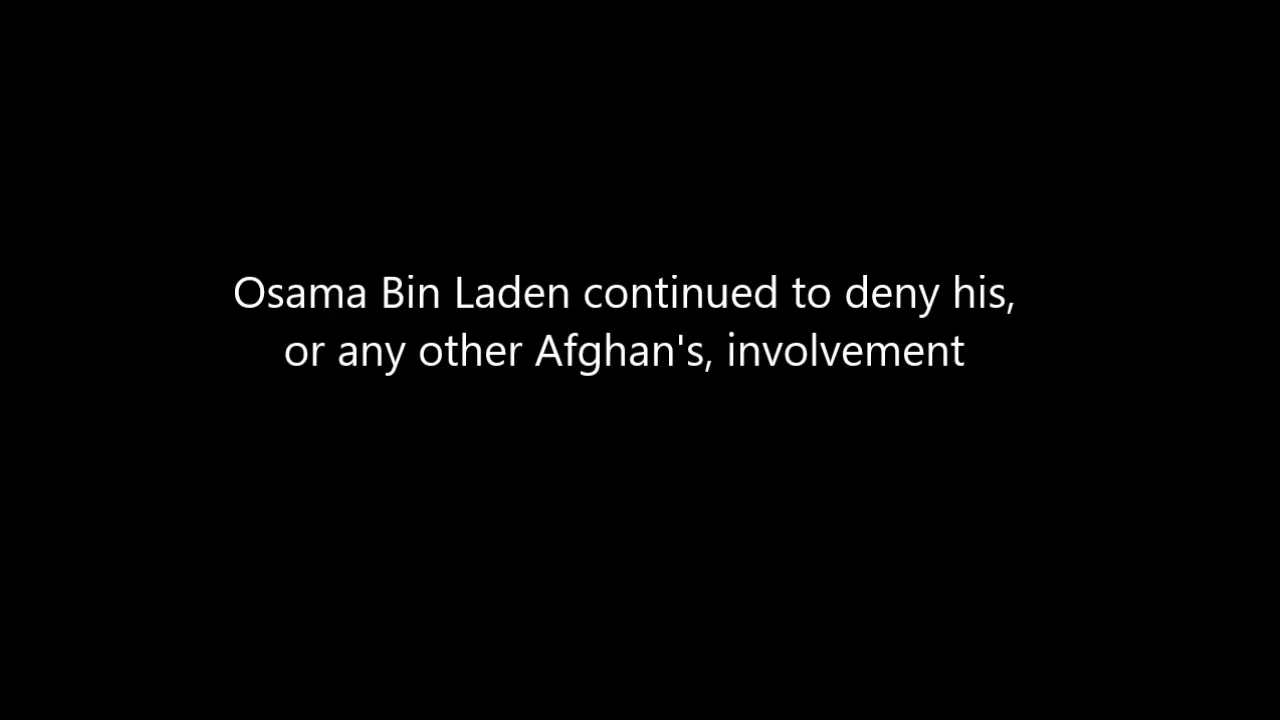 Osama Bin Laden continued to deny his,
or any other Afghan's, involvement